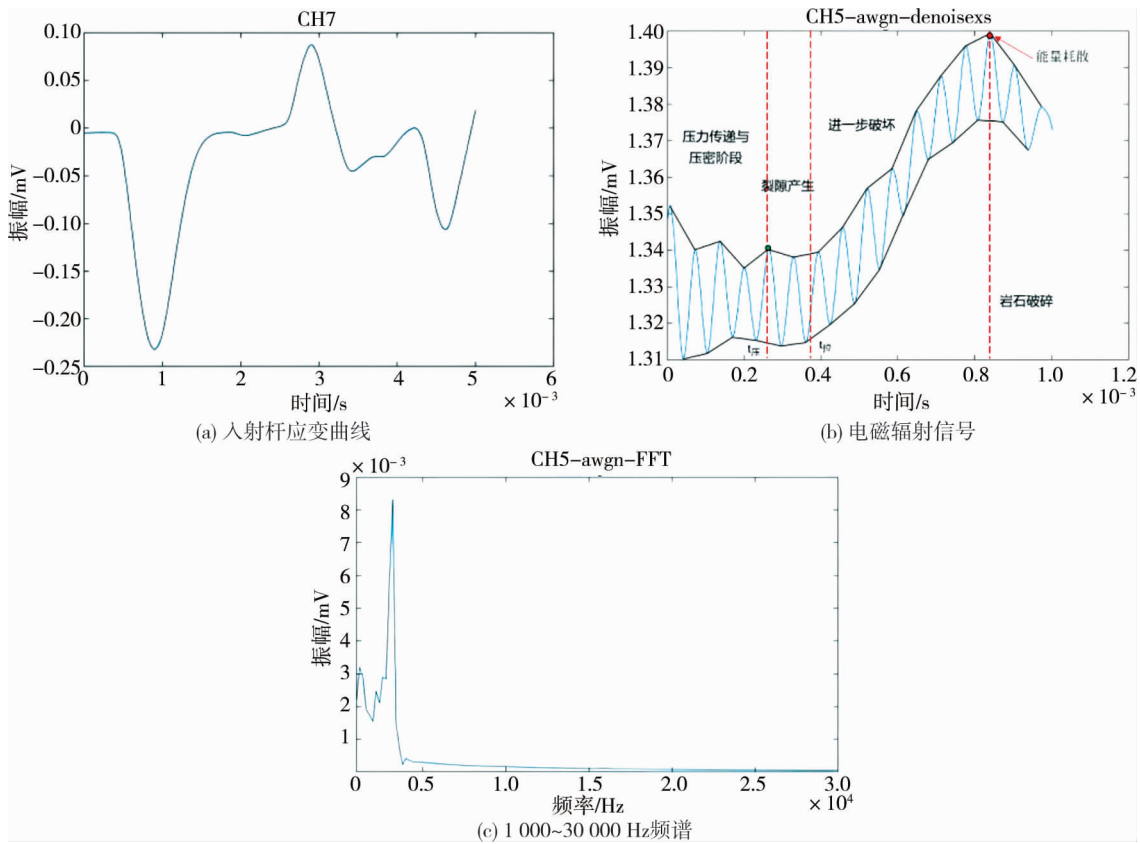 CH7
0.10
0.05
0
-0.05
-0.10
-0.15
-0.20
-0.25
振幅/mV
0 1 2 3 4 5 6
时间/s
× 10⁻³
(a) 入射杆应变曲线
CH5-awgn-denoisexs
1.40
1.39
1.38
1.37
1.36
1.35
1.34
1.33
1.32
1.31
振幅/mV
能量耗散
进一步破坏
压力传递与
压密阶段
裂隙产生
岩石破碎
t压
t拉
0 0.2 0.4 0.6 0.8 1.0 1.2
时间/s
× 10⁻³
(b) 电磁辐射信号
CH5-awgn-FFT
× 10⁻³
9
8
7
6
5
4
3
2
1
振幅/mV
0 0.5 1.0 1.5 2.0 2.5 3.0
频率/Hz
× 10⁴
(c) 1 000~30 000 Hz频谱